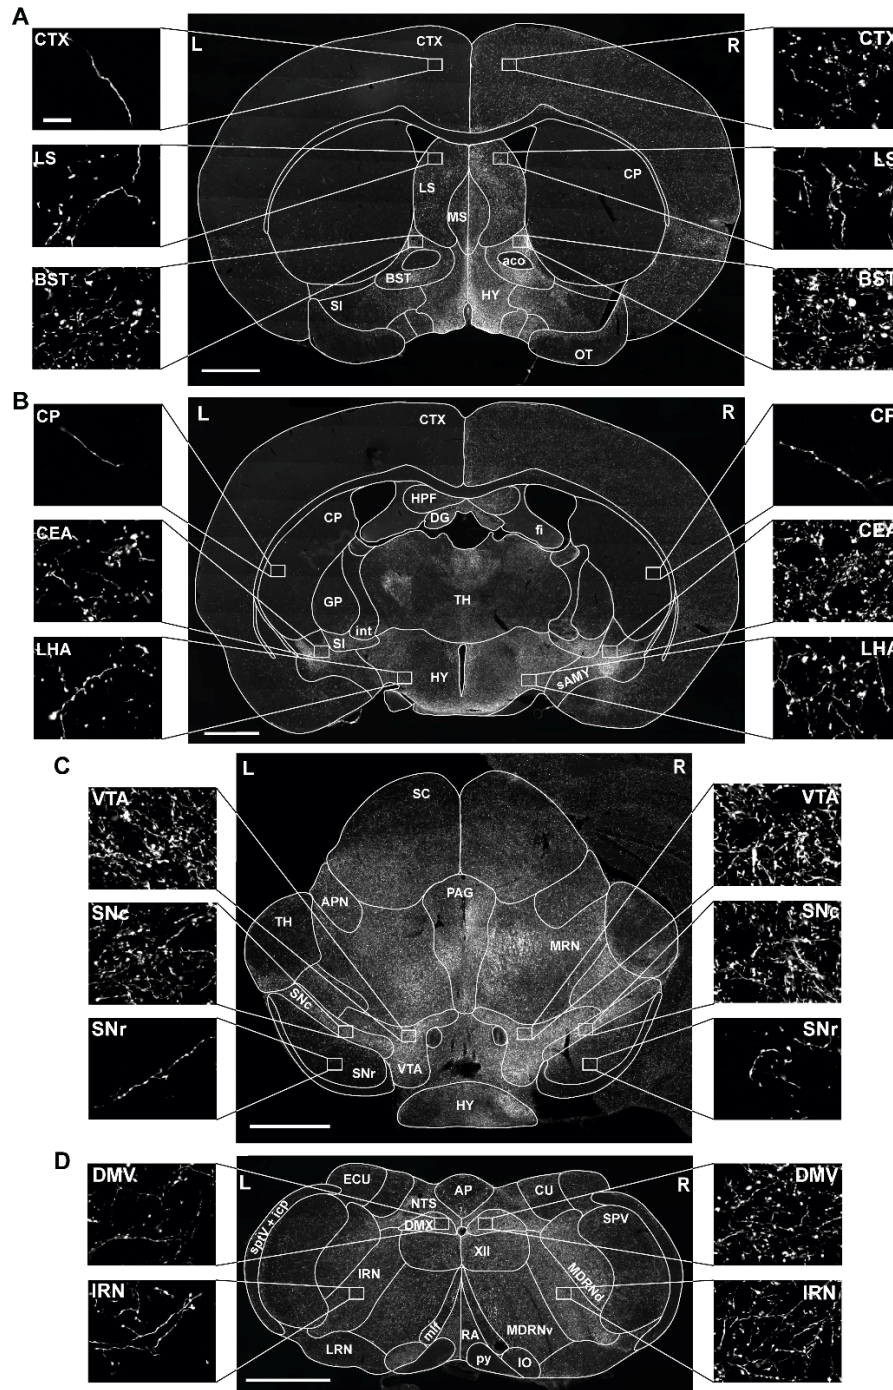 A
CTX
L
CTX
R
CTX
LS
LS
LS
CP
MS
BST
BST
aco
BST
SI
HY
OT
B
CP
L
CTX
R
CP
HPF
CP
DG
fi
CEA
CEA
GP
TH
int
SI
LHA
HY
sAMY
LHA
C
L
R
VTA
SC
VTA
PAG
APN
SNc
TH
MRN
SNc
SNc
SNr
SNr
SNr
VTA
HY
D
DMV
L
ECU
AP
CU
R
DMV
NTS
SPV
DMX
sptV + icp
XII
IRN
IRN
MDRNd
IRN
mlf
RA
MDRNv
LRN
py
IO